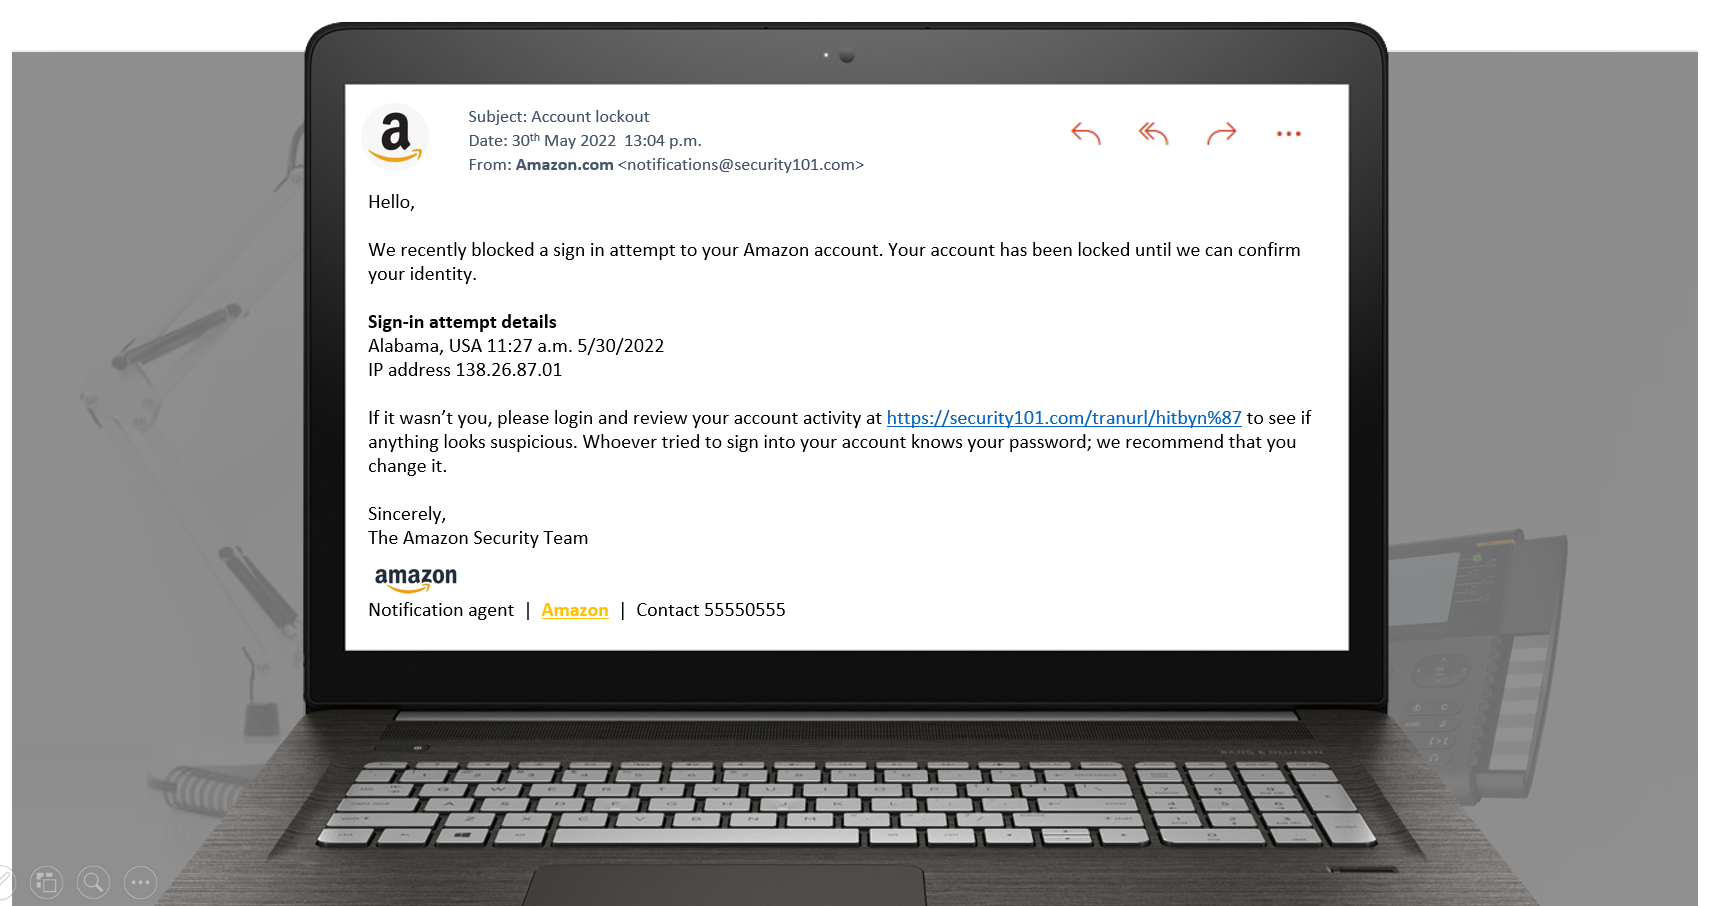 a
Subject: Account lockout
Date: 30th May 2022 13:04 p.m.
From: Amazon.com <notifications@security101.com>
Hello,
We recently blocked a sign in attempt to your Amazon account. Your account has been locked until we can confirm
your identity.
Sign-in attempt details
Alabama, USA 11:27 a.m. 5/30/2022
IP address 138.26.87.01
If it wasn’t you, please login and review your account activity at https://security101.com/tranurl/hitbyn%87 to see if
anything looks suspicious. Whoever tried to sign into your account knows your password; we recommend that you
change it.
Sincerely,
The Amazon Security Team
amazon
Notification agent | Amazon | Contact 55550555
BANG & OLUFSEN